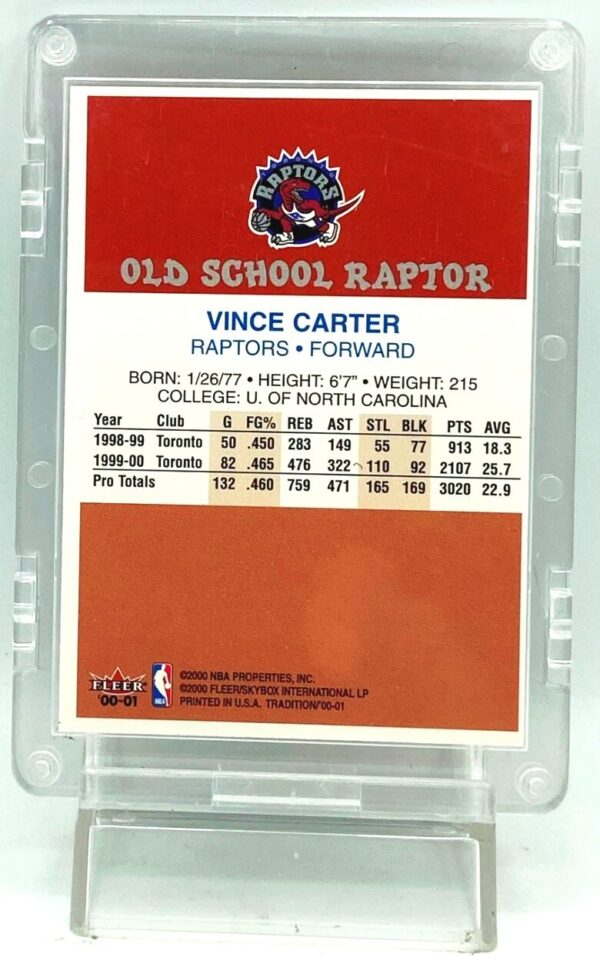 TORONTO
RAPTORS
OLD SCHOOL RAPTOR
VINCE CARTER
RAPTORS • FORWARD
BORN: 1/26/77 • HEIGHT: 6'7" • WEIGHT: 215
COLLEGE: U. OF NORTH CAROLINA
Year Club G FG% REB AST STL BLK PTS AVG
1998-99 Toronto 50 .450 283 149 55 77 913 18.3
1999-00 Toronto 82 .465 476 322 110 92 2107 25.7
Pro Totals 132 .460 759 471 165 169 3020 22.9
FLEER
'00-01
NBA
©2000 NBA PROPERTIES, INC.
©2000 FLEER/SKYBOX INTERNATIONAL LP
PRINTED IN U.S.A. TRADITION/'00-01